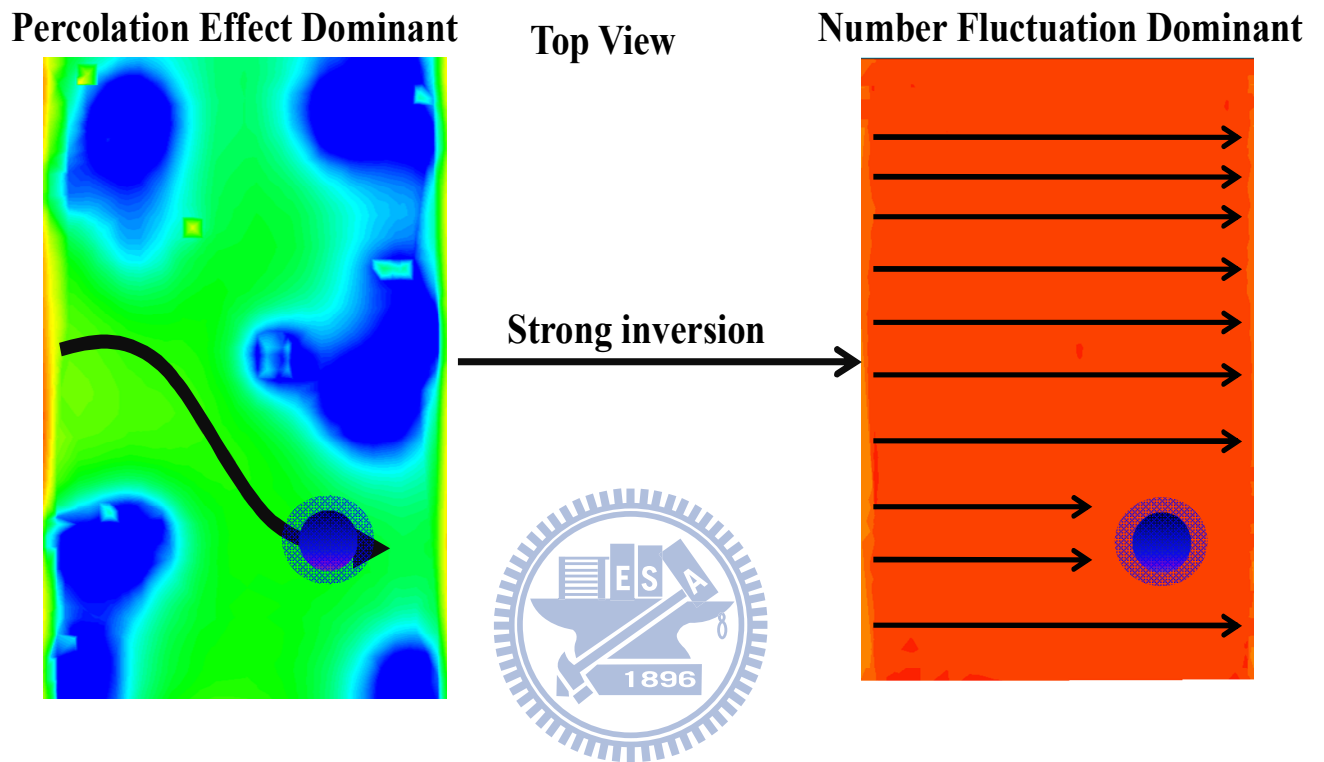 Percolation Effect Dominant
Top View
Number Fluctuation Dominant
Strong inversion
E S A
1896